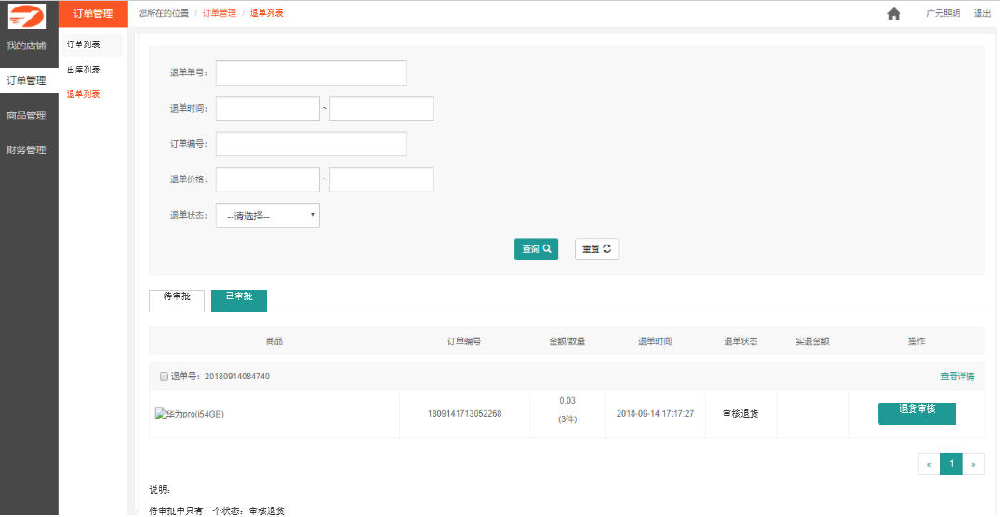 订单管理
您所在的位置 / 订单管理 / 退单列表
广元照明 退出
我的店铺
订单管理
商品管理
财务管理
订单列表
出库列表
退单列表
退单单号:
退单时间: ~
订单编号:
退单价格: ~
退单状态: --请选择--
查询 重置
待审批 已审批
商品 订单编号 金额/数量 退单时间 退单状态 实退金额 操作
退单号: 20180914084740 查看详情
华为pro(i54GB) 1809141713052268 0.03 2018-09-14 17:17:27 审核退货 退货审核
(3件)
« 1 »
说明:
待审批中只有一个状态: 审核退货